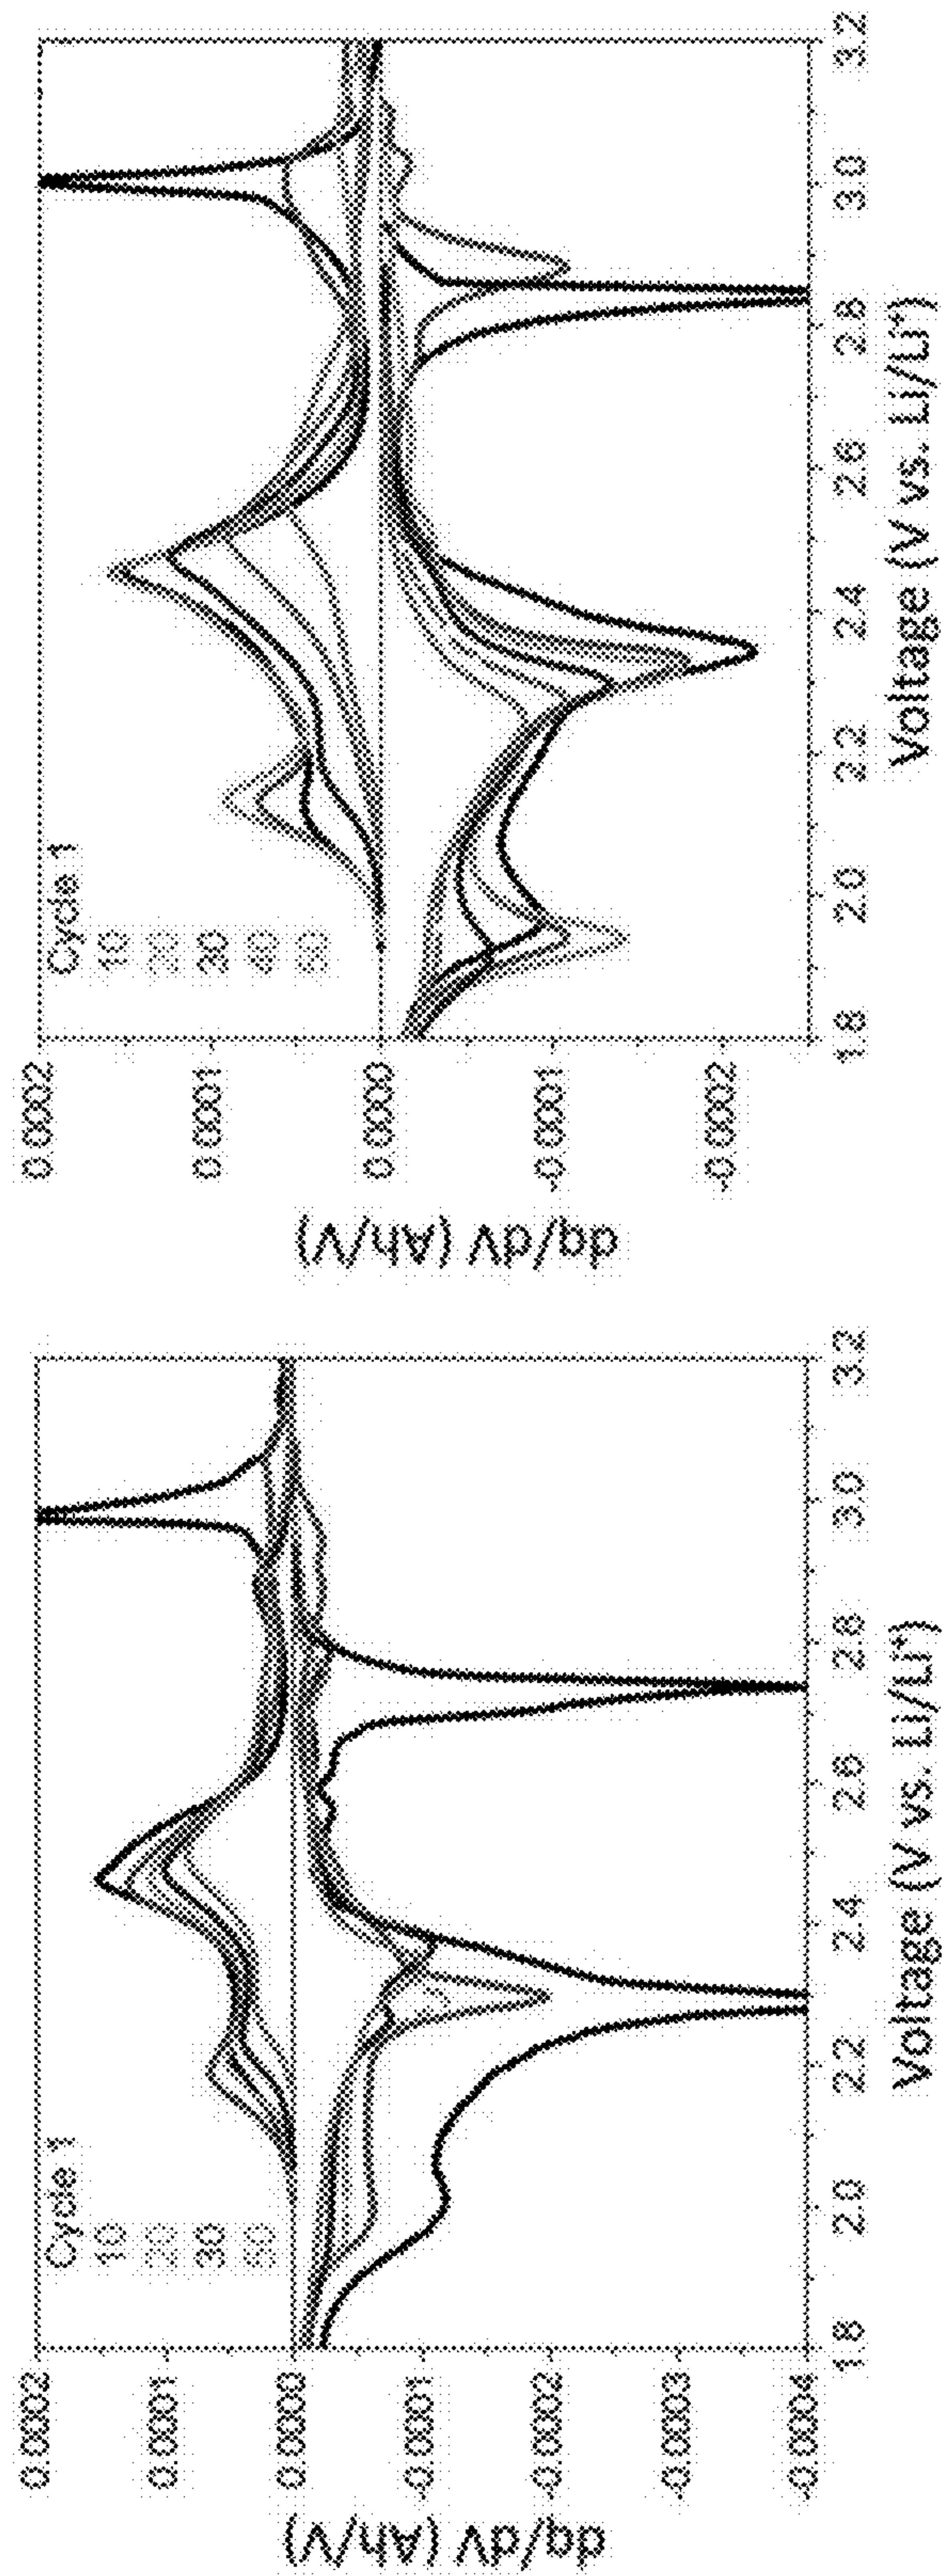 dq/dV (Ah/V)
0.0002
0.0001
0.0000
-0.0001
-0.0002
-0.0003
-0.0004
Cycle 1
10
20
30
50
1.8 2.0 2.2 2.4 2.6 2.8 3.0 3.2
Voltage (V vs. Li/Li⁺)
dq/dV (Ah/V)
0.0002
0.0001
0.0000
-0.0001
-0.0002
Cycle 1
10
20
30
40
50
1.8 2.0 2.2 2.4 2.6 2.8 3.0 3.2
Voltage (V vs. Li/Li⁺)